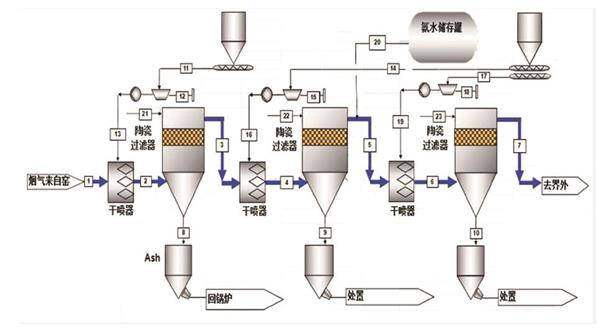 氨水储存罐
20
11
14
17
12
15
18
21
22
23
13
陶瓷
过滤器
16
陶瓷
过滤器
19
陶瓷
过滤器
3
5
7
烟气来自窑
1
2
4
6
去界外
干喷器
干喷器
干喷器
8
9
10
Ash
回锅炉
处置
处置